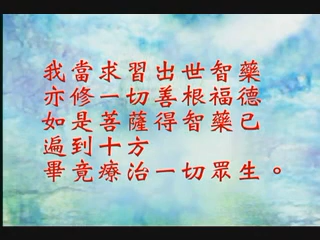 我當求習出世智藥
亦修一切善根福德
如是菩薩得智藥已
遍到十方
畢竟療治一切眾生。